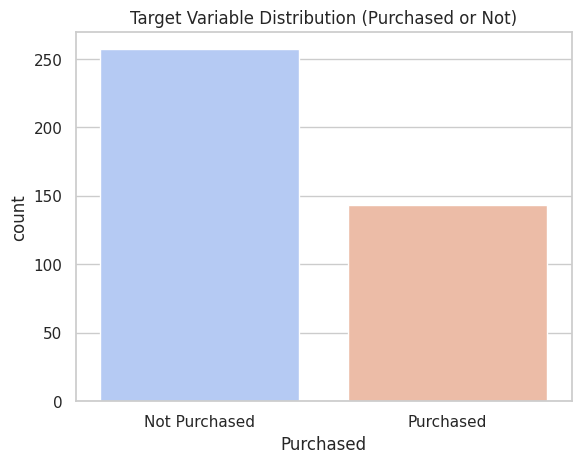 Target Variable Distribution (Purchased or Not)
250
200
150
100
50
0
count
Not Purchased
Purchased
Purchased